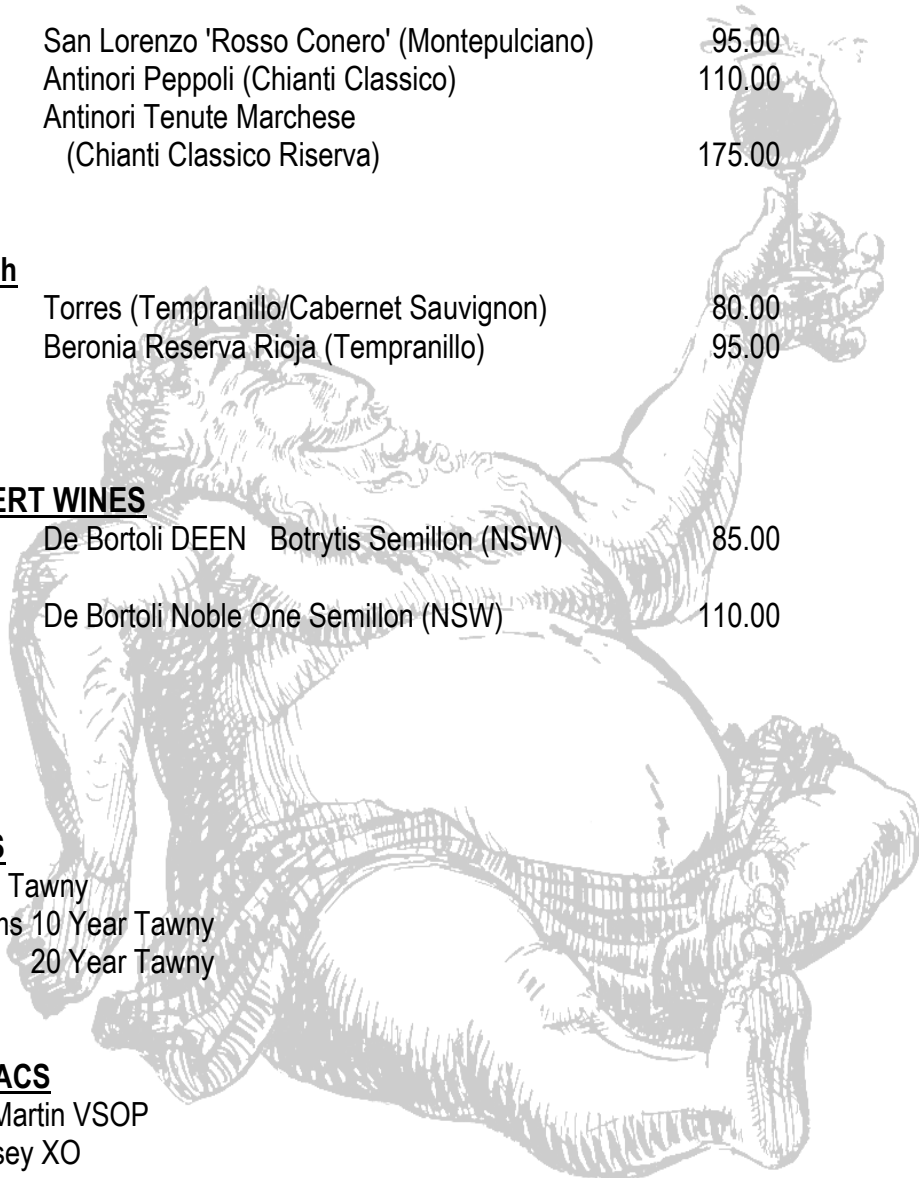 San Lorenzo 'Rosso Conero' (Montepulciano) 95.00
Antinori Peppoli (Chianti Classico) 110.00
Antinori Tenute Marchese
(Chianti Classico Riserva) 175.00
h
Torres (Tempranillo/Cabernet Sauvignon) 80.00
Beronia Reserva Rioja (Tempranillo) 95.00
ERT WINES
De Bortoli DEEN Botrytis Semillon (NSW) 85.00
De Bortoli Noble One Semillon (NSW) 110.00
S
Tawny
ns 10 Year Tawny
20 Year Tawny
ACS
Martin VSOP
sey XO